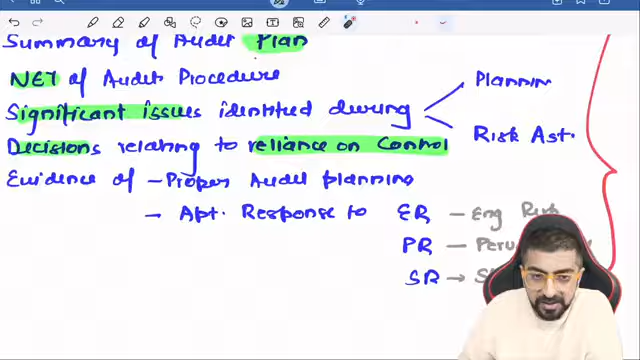 Summary of Audit Plan
NET of Audit Procedure
Significant issues identified during
Plannin
Risk Ast.
Decisions relating to reliance on Control
Evidence of - Proper Audit planning
→ Apt. Response to ER — Eng Risk
PR —
SR →